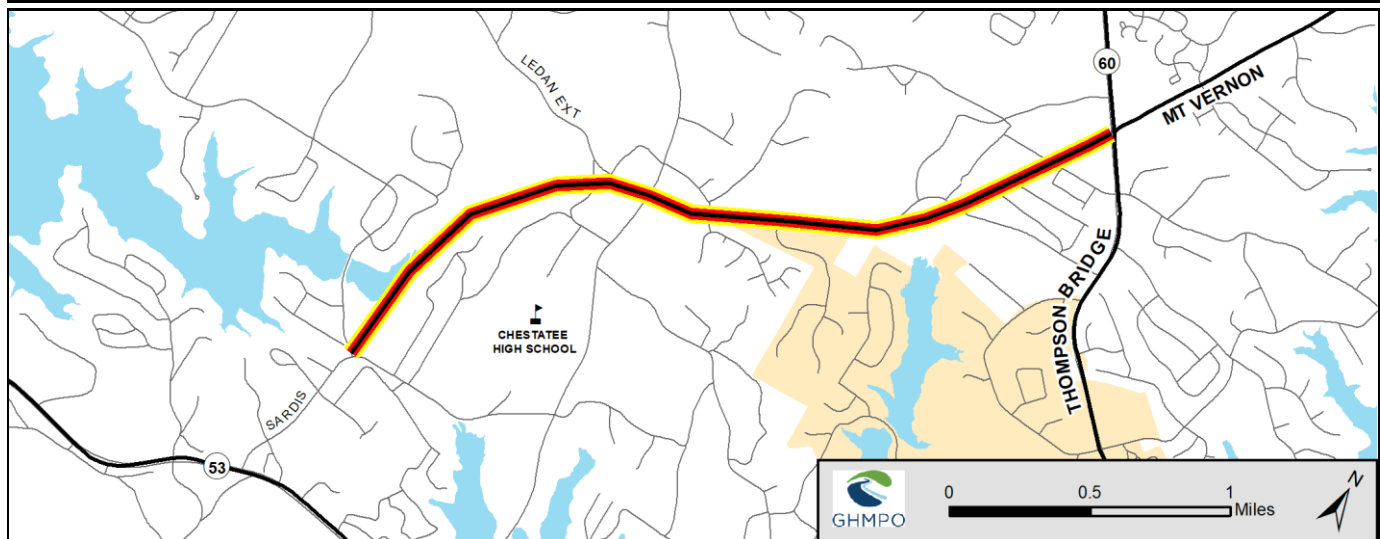 LEDAN EXT
60
MT VERNON
CHESTATEE
HIGH SCHOOL
THOMPSON BRIDGE
SARDIS
53
GHMPO
0 0.5 1
Miles
N